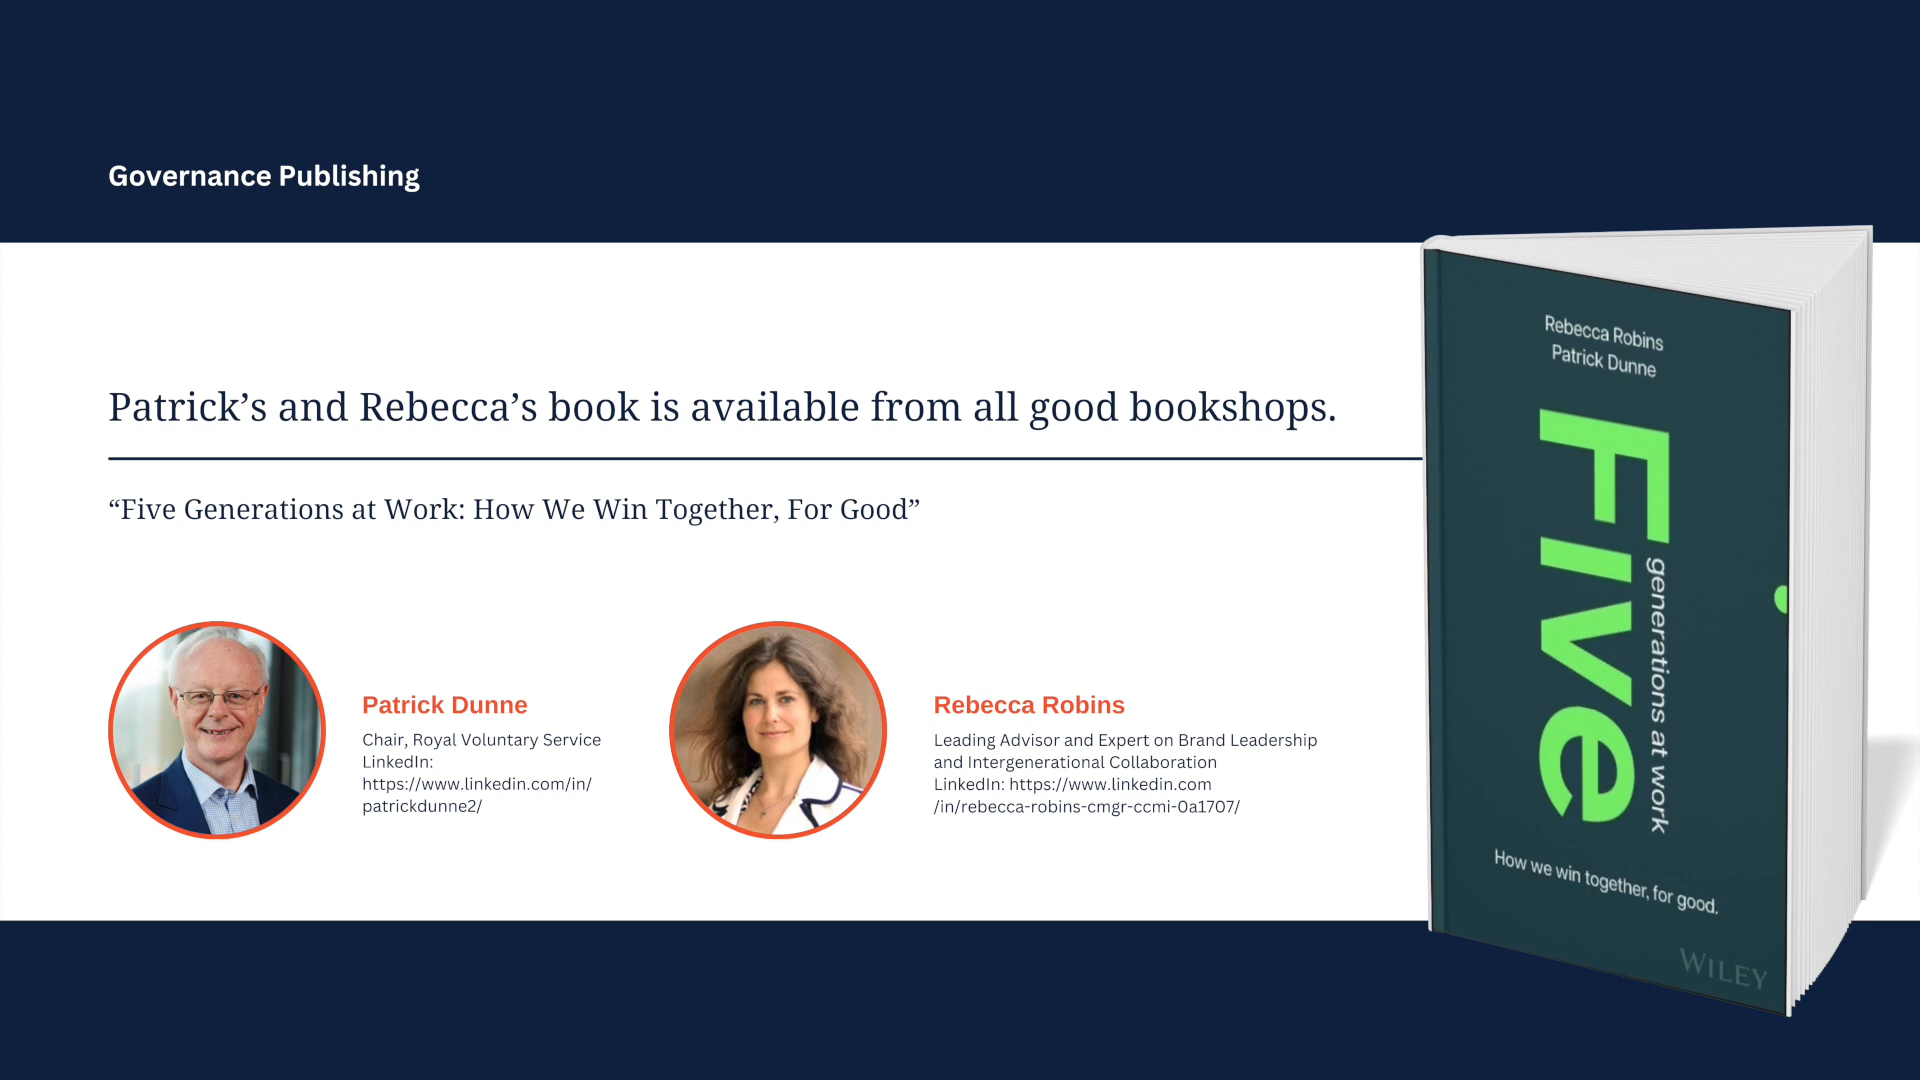 Governance Publishing
Patrick’s and Rebecca’s book is available from all good bookshops.
“Five Generations at Work: How We Win Together, For Good”
Patrick Dunne
Chair, Royal Voluntary Service
LinkedIn:
https://www.linkedin.com/in/
patrickdunne2/
Rebecca Robins
Leading Advisor and Expert on Brand Leadership
and Intergenerational Collaboration
LinkedIn: https://www.linkedin.com
/in/rebecca-robins-cmgr-ccmi-0a1707/
Rebecca Robins
Patrick Dunne
Five
generations at work
How we win together, for good.
WILEY